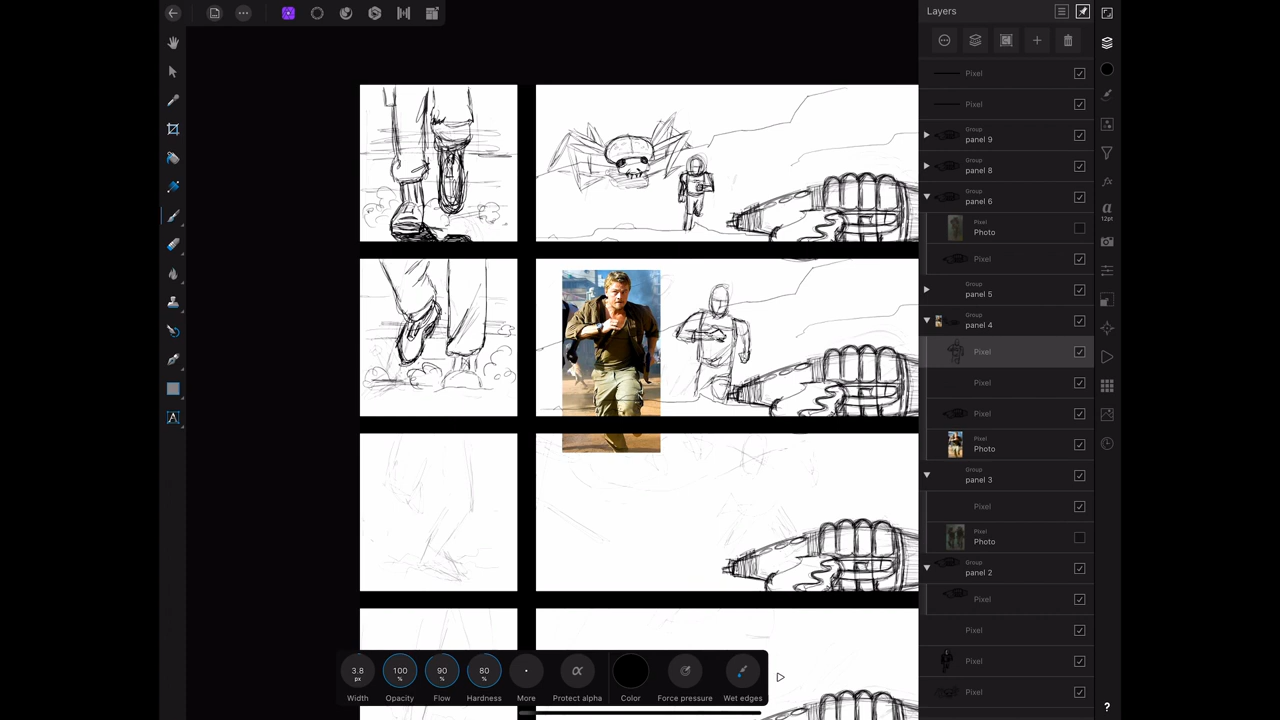 Layers
Pixel
Pixel
Group
panel 9
Group
panel 8
Group
panel 6
Pixel
Photo
Pixel
Group
panel 5
Group
panel 4
Pixel
Pixel
Pixel
Pixel
Photo
Group
panel 3
Pixel
Pixel
Photo
Group
panel 2
Pixel
Pixel
Pixel
Pixel
a
12pt
fx
?
A
3.8
px
Width
100
%
Opacity
90
%
Flow
80
%
Hardness
More
α
Protect alpha
Color
Force pressure
Wet edges